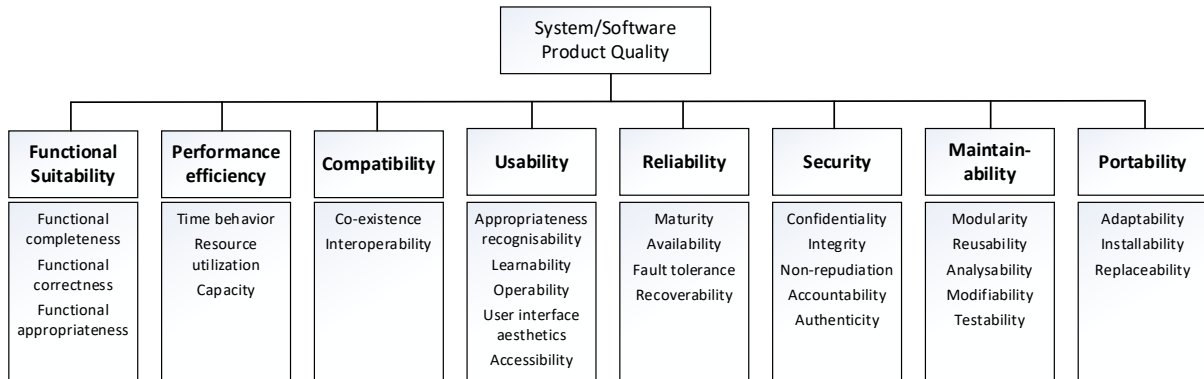 System/Software
Product Quality
Functional
Suitability
Performance
efficiency
Compatibility
Usability
Reliability
Security
Maintain-
ability
Portability
Functional
completeness
Functional
correctness
Functional
appropriateness
Time behavior
Resource
utilization
Capacity
Co-existence
Interoperability
Appropriateness
recognisability
Learnability
Operability
User interface
aesthetics
Accessibility
Maturity
Availability
Fault tolerance
Recoverability
Confidentiality
Integrity
Non-repudiation
Accountability
Authenticity
Modularity
Reusability
Analysability
Modifiability
Testability
Adaptability
Installability
Replaceability